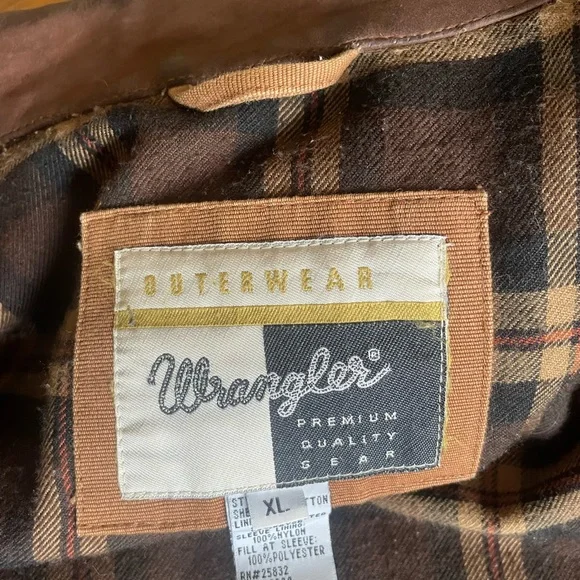 OUTERWEAR
Wrangler®
PREMIUM
QUALITY
GEAR
XL
SLEEVE LINING
100%NYLON
FILL AT SLEEVE:
100%POLYESTER
RN#25832